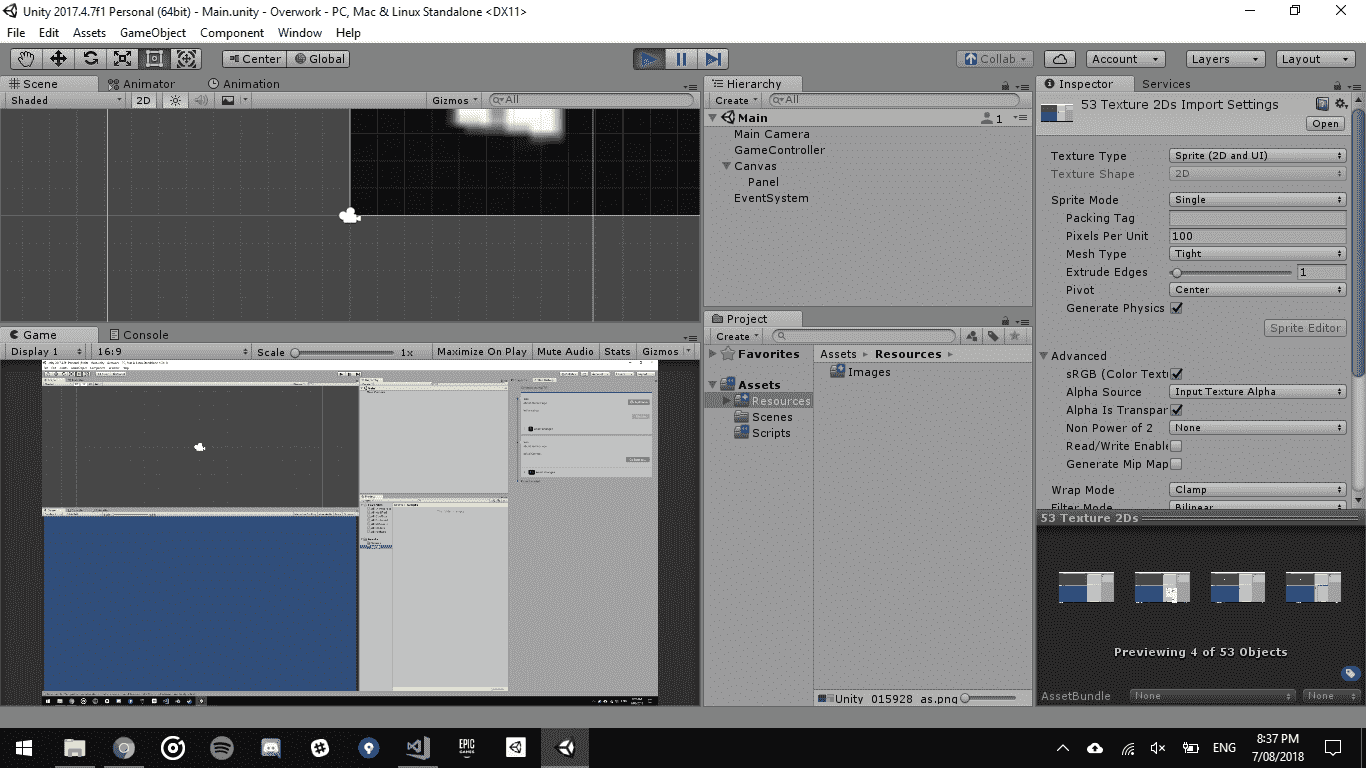 Unity 2017.4.7f1 Personal (64bit) - Main.unity - Overwork - PC, Mac & Linux Standalone <DX11>
File Edit Assets GameObject Component Window Help
Center Global Collab Account Layers Layout
Scene Animator Animation
Shaded 2D Gizmos All
Hierarchy
Create All
Main 1
Main Camera
GameController
Canvas
Panel
EventSystem
Game Console
Display 1 16:9 Scale 1x Maximize On Play Mute Audio Stats Gizmos
Project
Create
Favorites
Assets
Resources
Scenes
Scripts
Assets Resources
Images
Unity_015928_as.png
Inspector Services
53 Texture 2Ds Import Settings
Open
Texture Type Sprite (2D and UI)
Texture Shape 2D
Sprite Mode Single
Packing Tag
Pixels Per Unit 100
Mesh Type Tight
Extrude Edges 1
Pivot Center
Generate Physics
Sprite Editor
Advanced
sRGB (Color Textu
Alpha Source Input Texture Alpha
Alpha Is Transpar
Non Power of 2 None
Read/Write Enable
Generate Mip Map
Wrap Mode Clamp
Filter Mode Bilinear
53 Texture 2Ds
Previewing 4 of 53 Objects
AssetBundle None None
EPIC GAMES
ENG
8:37 PM
7/08/2018